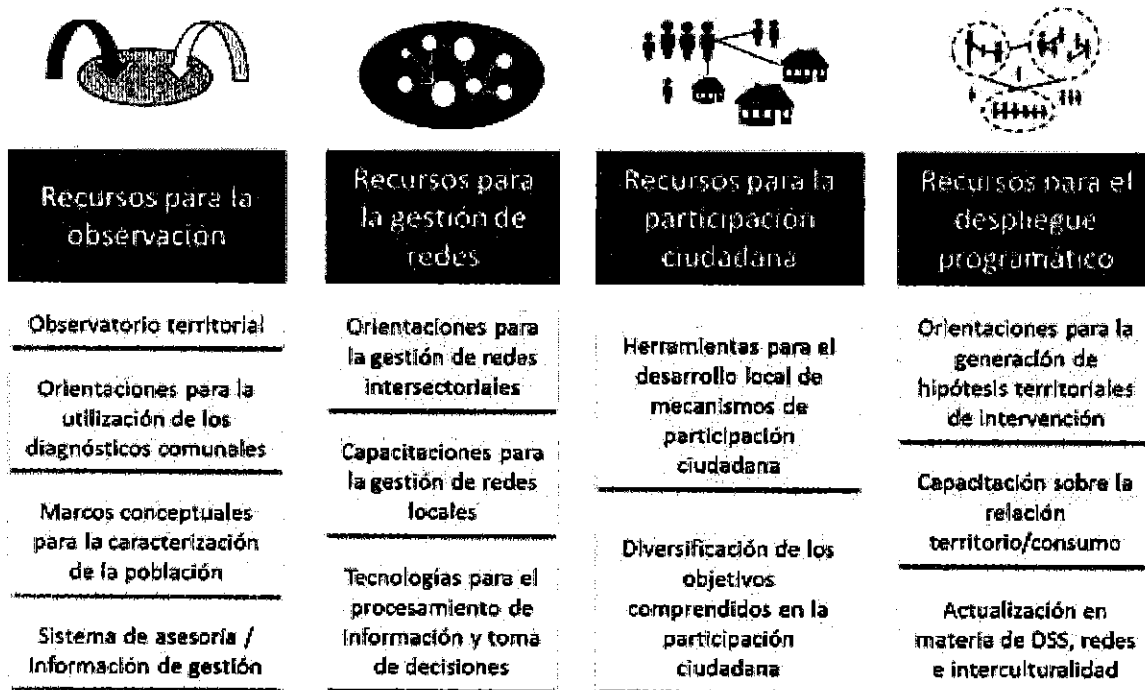 Recursos para la
observación
Observatorio territorial
Orientaciones para la
utilización de los
diagnósticos comunales
Marcos conceptuales
para la caracterización
de la población
Sistema de asesoría /
Información de gestión
Recursos para
la gestión de
redes
Orientaciones para
la gestión de redes
intersectoriales
Capacitaciones para
la gestión de redes
locales
Tecnologías para el
procesamiento de
información y toma
de decisiones
Recursos para la
participación
ciudadana
Herramientas para el
desarrollo local de
mecanismos de
participación
ciudadana
Diversificación de los
objetivos
comprendidos en la
participación
ciudadana
Recursos para el
despliegue
programático
Orientaciones para la
generación de
hipótesis territoriales
de intervención
Capacitación sobre la
relación
territorio/consumo
Actualización en
materia de DSS, redes
e interculturalidad